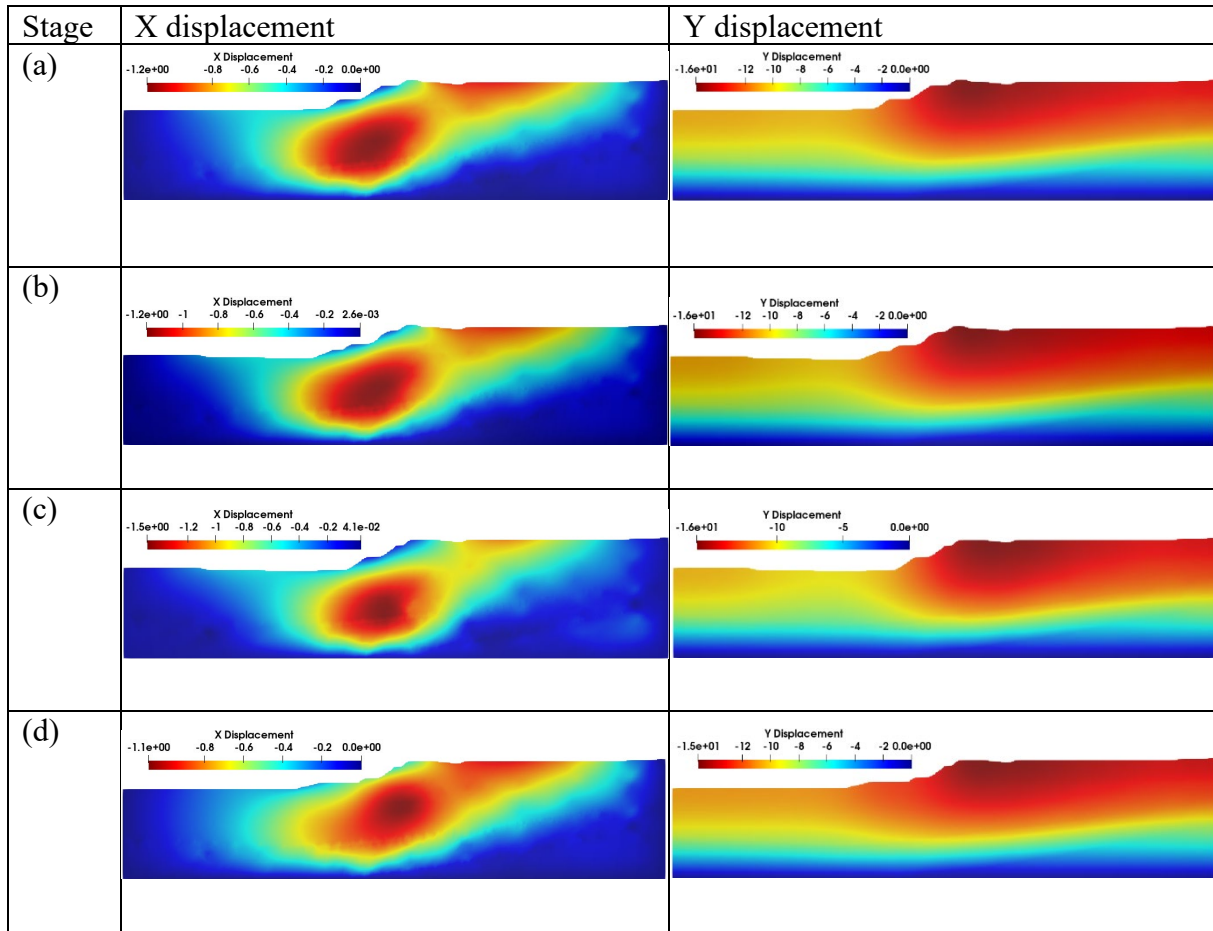 Stage X displacement Y displacement
(a)
X Displacement
-1.2e+00 -0.8 -0.6 -0.4 -0.2 0.0e+00
Y Displacement
-1.6e+01 -12 -10 -8 -6 -4 -2 0.0e+00
(b)
X Displacement
-1.2e+00 -1 -0.8 -0.6 -0.4 -0.2 2.6e-03
Y Displacement
-1.6e+01 -12 -10 -8 -6 -4 -2 0.0e+00
(c)
X Displacement
-1.5e+00 -1.2 -1 -0.8 -0.6 -0.4 -0.2 4.1e-02
Y Displacement
-1.6e+01 -10 -5 0.0e+00
(d)
X Displacement
-1.1e+00 -0.8 -0.6 -0.4 -0.2 0.0e+00
Y Displacement
-1.5e+01 -12 -10 -8 -6 -4 -2 0.0e+00